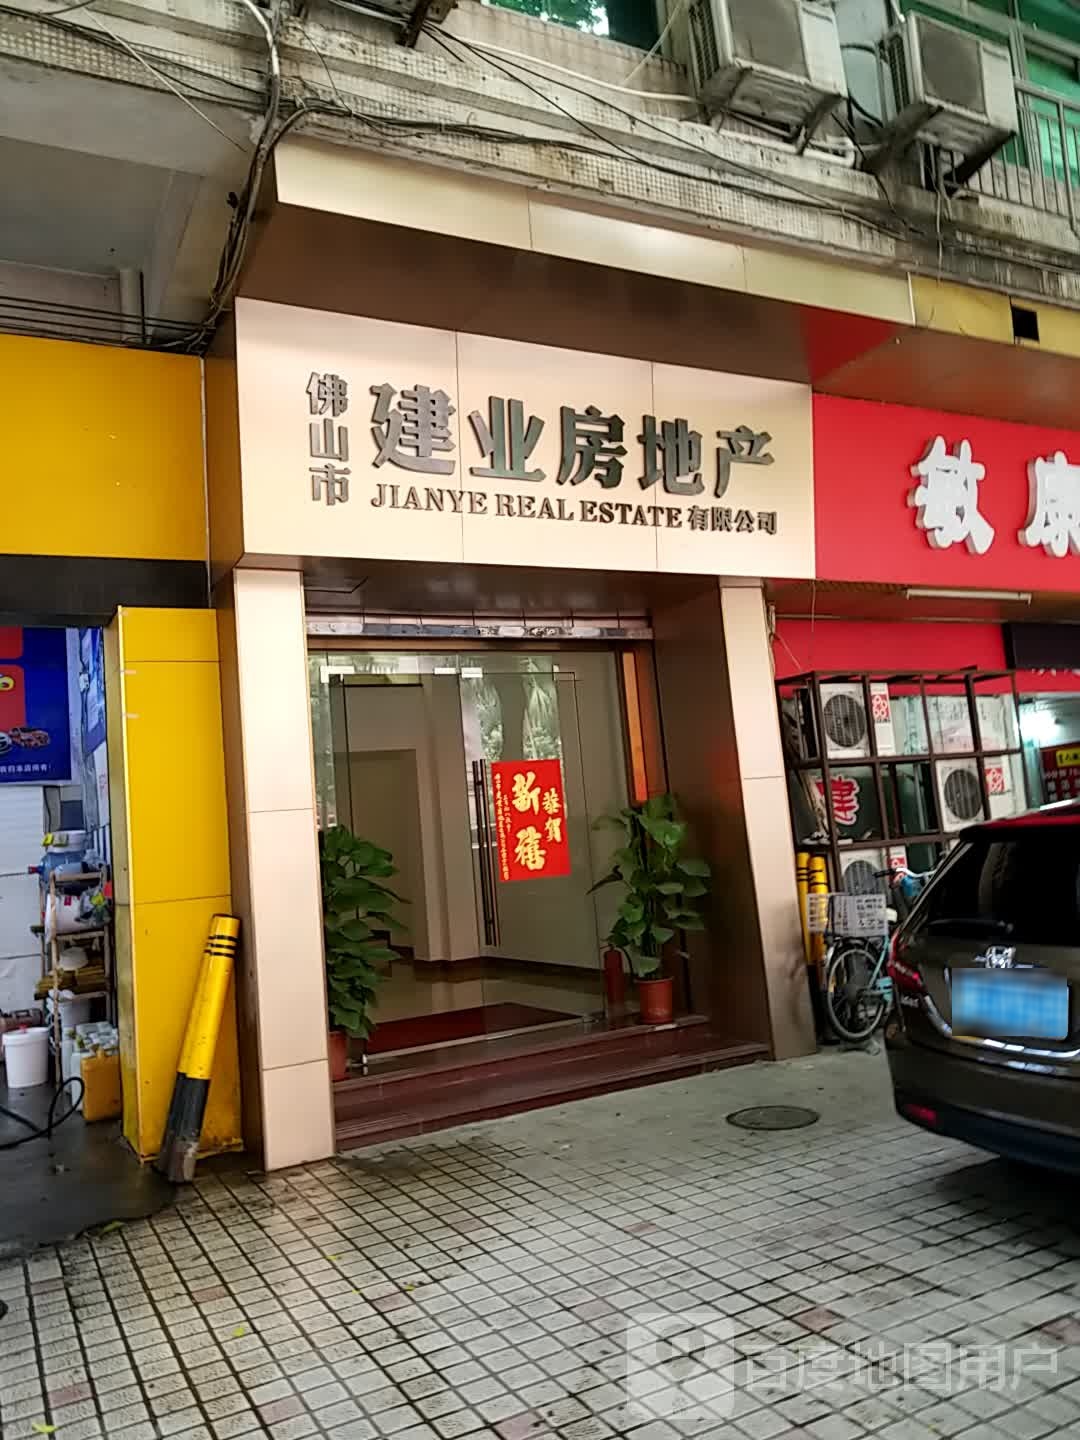 佛山市
建业房地产
JIANYE REAL ESTATE 有限公司
敏康
恭贺
新禧
建
百度地图用户